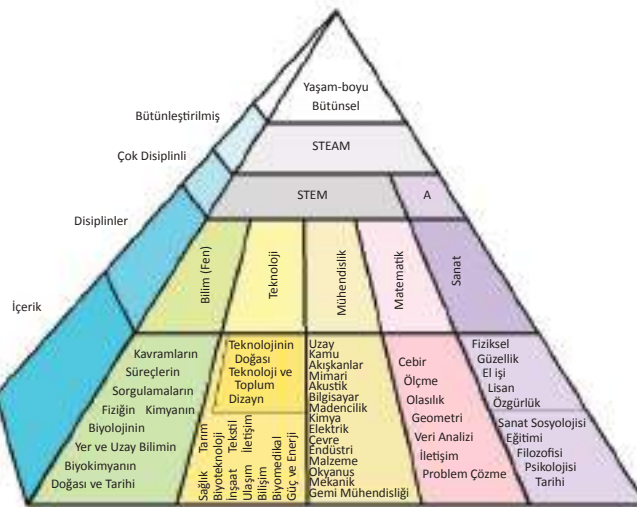 Yaşam-boyu
Bütünsel
Bütünleştirilmiş
STEAM
Çok Disiplinli
STEM
A
Disiplinler
Bilim (Fen)
Teknoloji
Mühendislik
Matematik
Sanat
İçerik
Kavramların
Süreçlerin
Sorgulamaların
Fiziğin Kimyanın
Biyolojinin
Yer ve Uzay Bilimin
Biyokimyanın
Doğası ve Tarihi
Teknolojinin
Doğası
Teknoloji ve
Toplum
Dizayn
Sağlık Tarım
Biyoteknoloji
İnşaat Tekstil
Ulaşım İletişim
Bilişim
Biyomedikal
Güç ve Enerji
Uzay
Kamu
Akışkanlar
Mimari
Akustik
Bilgisayar
Madencilik
Kimya
Elektrik
Çevre
Endüstri
Malzeme
Okyanus
Mekanik
Gemi Mühendisliği
Cebir
Ölçme
Olasılık
Geometri
Veri Analizi
İletişim
Problem Çözme
Fiziksel
Güzellik
El işi
Lisan
Özgürlük
Sanat Sosyolojisi
Eğitimi
Filozofisi
Psikolojisi
Tarihi